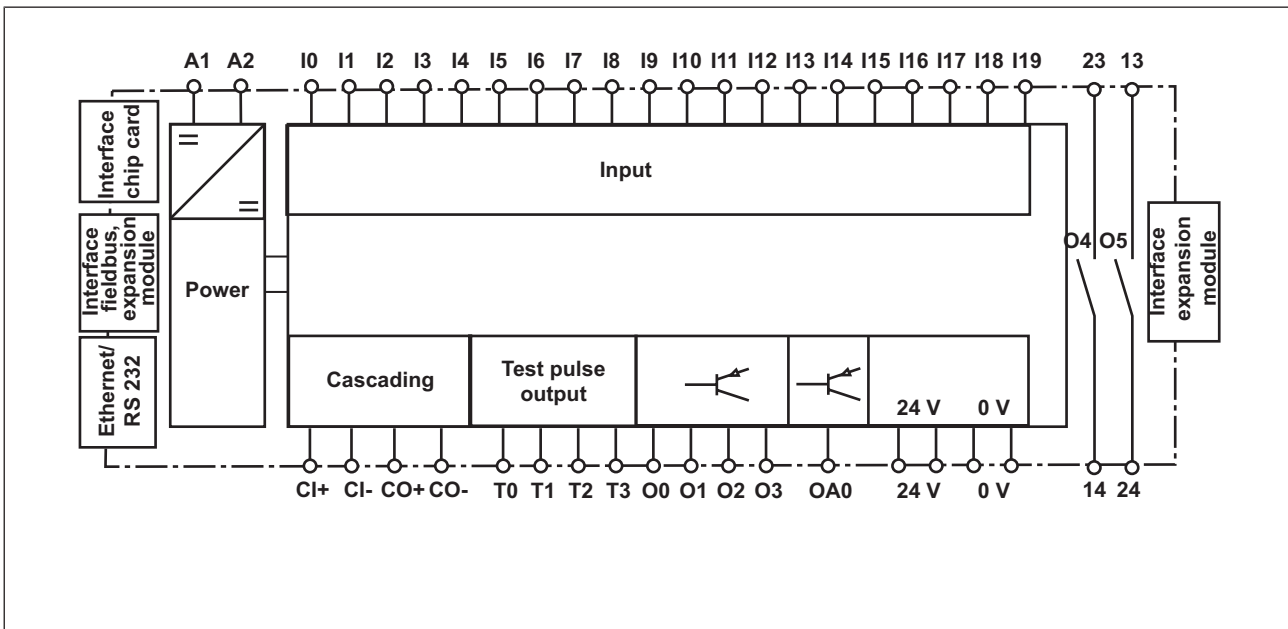 A1 A2 I0 I1 I2 I3 I4 I5 I6 I7 I8 I9 I10 I11 I12 I13 I14 I15 I16 I17 I18 I19 23 13
Interface
chip card
Interface
fieldbus,
expansion
module
Ethernet/
RS 232
Power
Input
O4 O5
Interface
expansion
module
Cascading
Test pulse
output
24 V 0 V
CI+ CI- CO+ CO- T0 T1 T2 T3 O0 O1 O2 O3 OA0 24 V 0 V 14 24